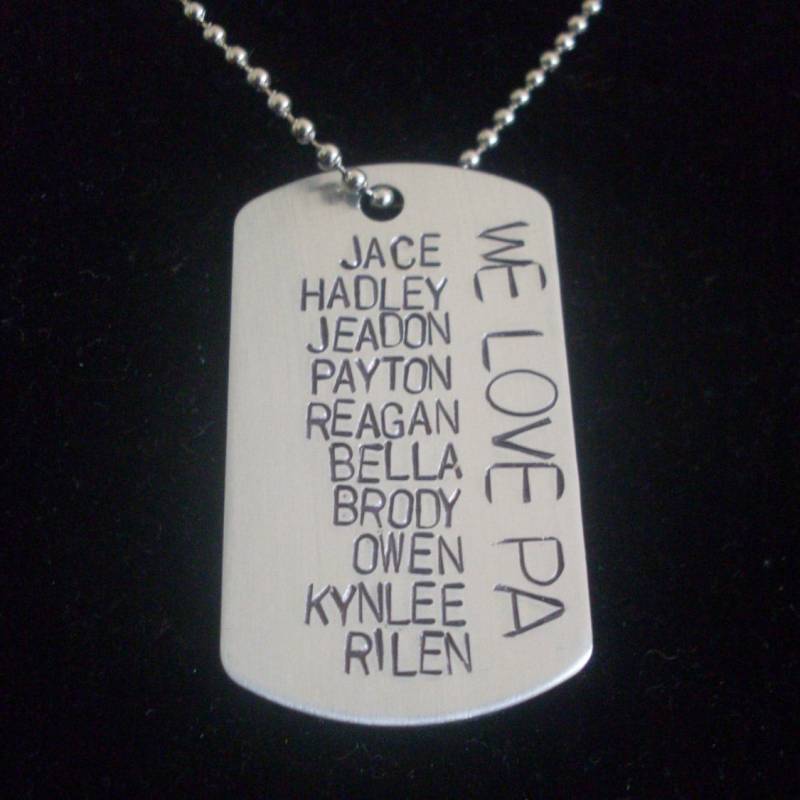 JACE
HADLEY
JEADON
PAYTON
REAGAN
BELLA
BRODY
OWEN
KYNLEE
RILEN
WE LOVE PA